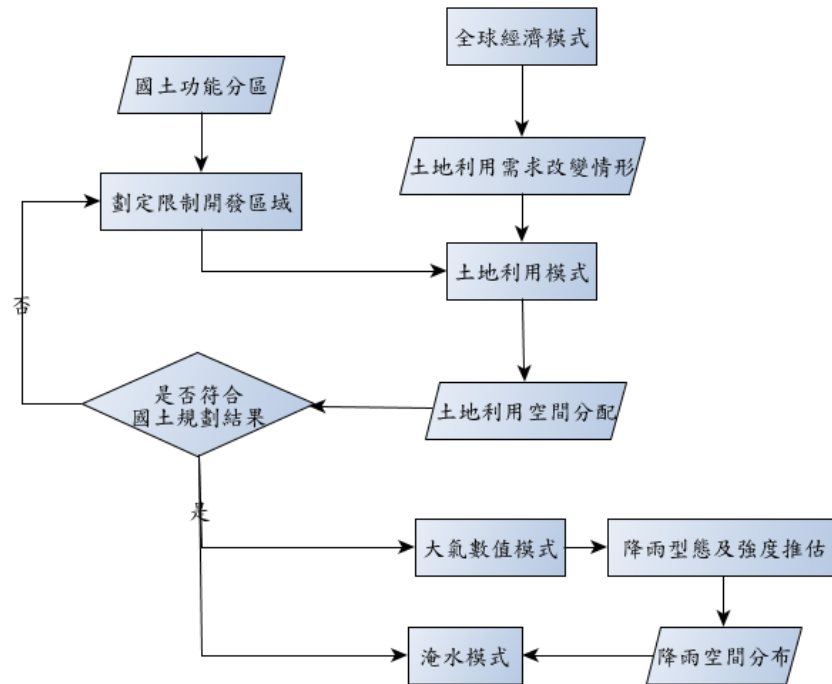 全球經濟模式
國土功能分區
土地利用需求改變情形
劃定限制開發區域
土地利用模式
否
是否符合
國土規劃結果
土地利用空間分配
是
大氣數值模式
降雨型態及強度推估
淹水模式
降雨空間分布